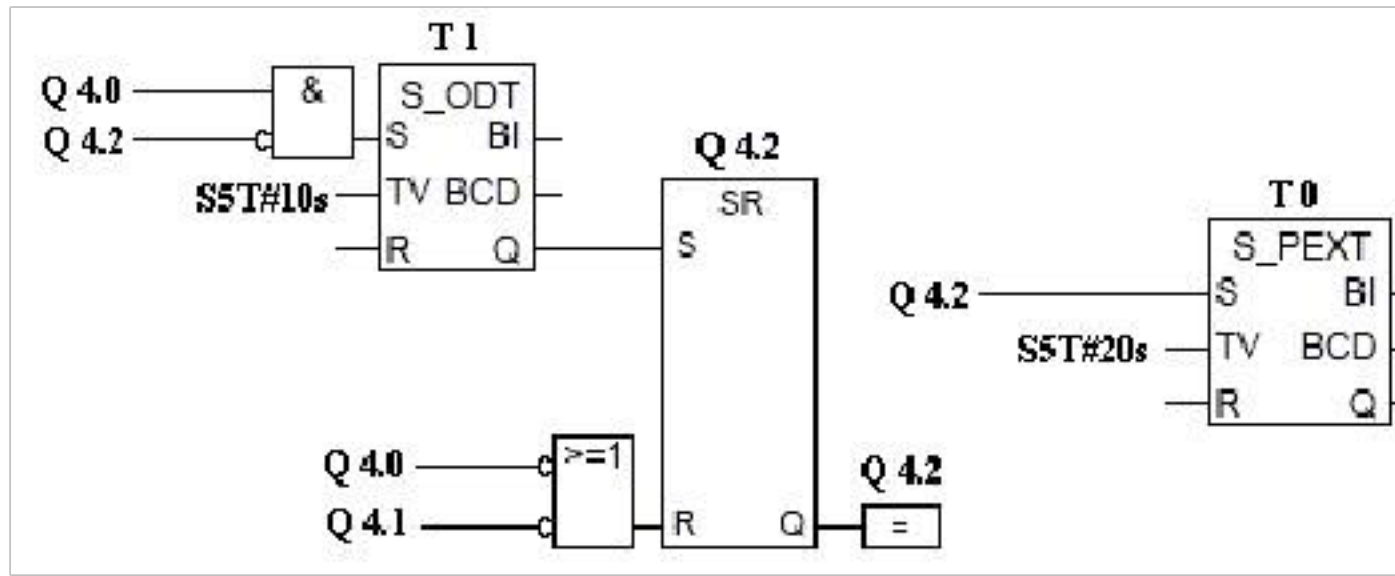 T 1
Q 4.0
&
S_ODT
Q 4.2
S
BI
Q 4.2
S5T#10s
TV
BCD
SR
T 0
R
Q
S
S_PEXT
Q 4.2
S
BI
S5T#20s
TV
BCD
R
Q
Q 4.0
>=1
Q 4.2
Q 4.1
R
Q
=